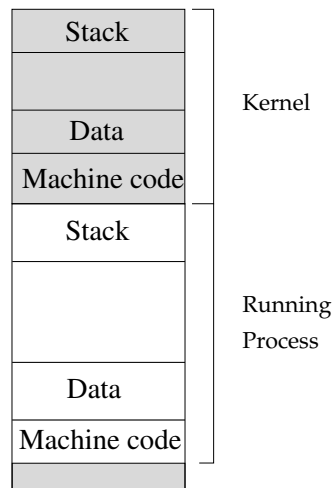 Stack
Data
Machine code
Kernel
Stack
Data
Machine code
Running
Process